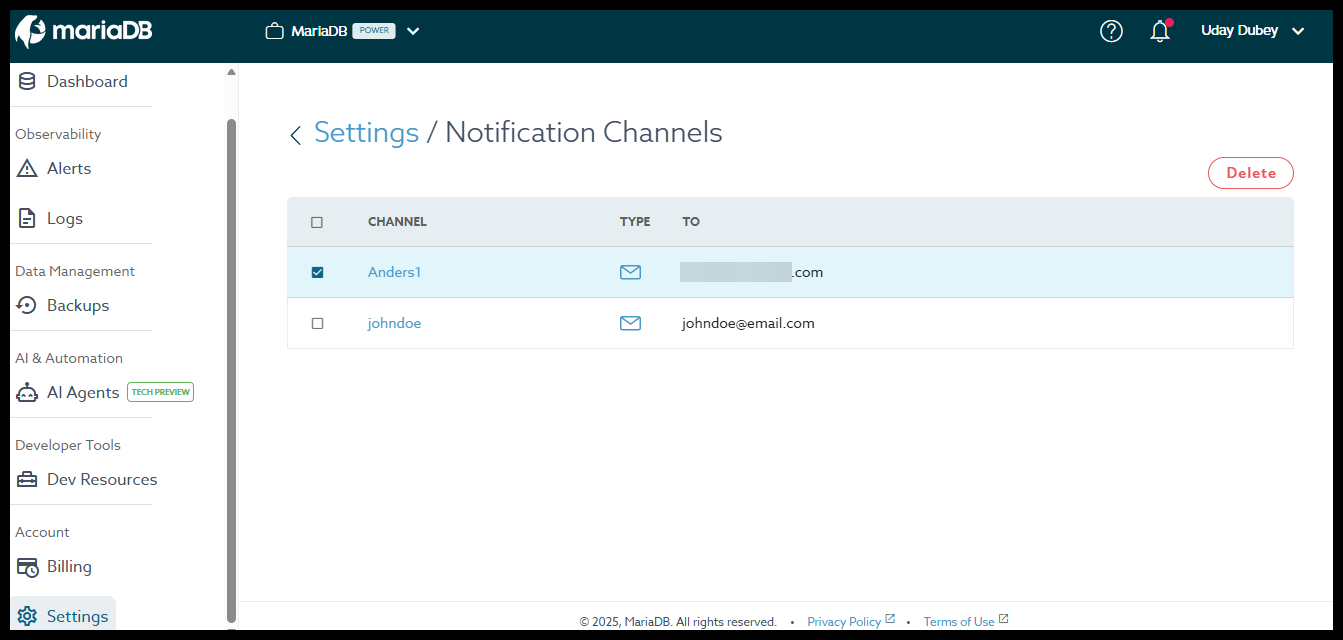 mariaDB
MariaDB POWER
Uday Dubey
Dashboard
Observability
Alerts
Logs
Data Management
Backups
AI & Automation
AI Agents TECH PREVIEW
Developer Tools
Dev Resources
Account
Billing
Settings
Settings / Notification Channels
Delete
CHANNEL TYPE TO
Anders1 .com
johndoe johndoe@email.com
© 2025, MariaDB. All rights reserved. • Privacy Policy • Terms of Use